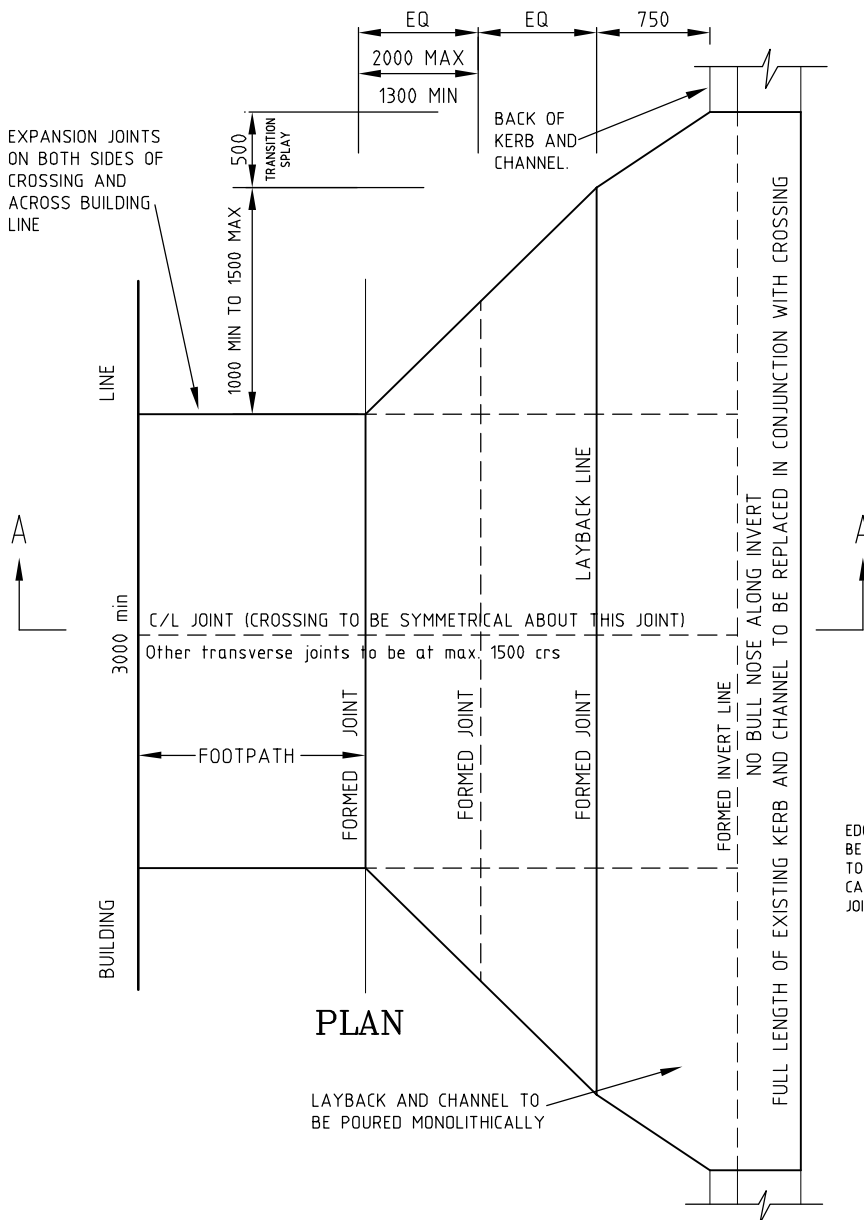 EQ
EQ
750
2000 MAX
1300 MIN
500
TRANSITION
SPLAY
BACK OF
KERB AND
CHANNEL.
EXPANSION JOINTS
ON BOTH SIDES OF
CROSSING AND
ACROSS BUILDING
LINE
1000 MIN TO 1500 MAX
LINE
LAYBACK LINE
A
A
3000 min
C/L JOINT (CROSSING TO BE SYMMETRICAL ABOUT THIS JOINT)
Other transverse joints to be at max. 1500 crs
FOOTPATH
FORMED JOINT
FORMED JOINT
FORMED JOINT
FORMED INVERT LINE
NO BULL NOSE ALONG INVERT
FULL LENGTH OF EXISTING KERB AND CHANNEL TO BE REPLACED IN CONJUNCTION WITH CROSSING
BUILDING
BE
TO
CA
JOI
PLAN
LAYBACK AND CHANNEL TO
BE POURED MONOLITHICALLY